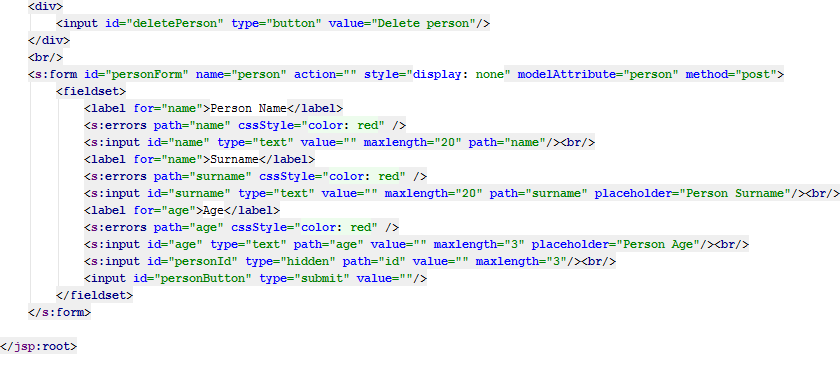 <div>
<input id="deletePerson" type="button" value="Delete person"/>
</div>
<br/>
<s:form id="personForm" name="person" action="" style="display: none" modelAttribute="person" method="post">
<fieldset>
<label for="name">Person Name</label>
<s:errors path="name" cssStyle="color: red" />
<s:input id="name" type="text" value="" maxlength="20" path="name"/><br/>
<label for="name">Surname</label>
<s:errors path="surname" cssStyle="color: red" />
<s:input id="surname" type="text" value="" maxlength="20" path="surname" placeholder="Person Surname"/><br/>
<label for="age">Age</label>
<s:errors path="age" cssStyle="color: red" />
<s:input id="age" type="text" path="age" value="" maxlength="3" placeholder="Person Age"/><br/>
<s:input id="personId" type="hidden" path="id" value="" maxlength="3"/><br/>
<input id="personButton" type="submit" value=""/>
</fieldset>
</s:form>
</jsp:root>